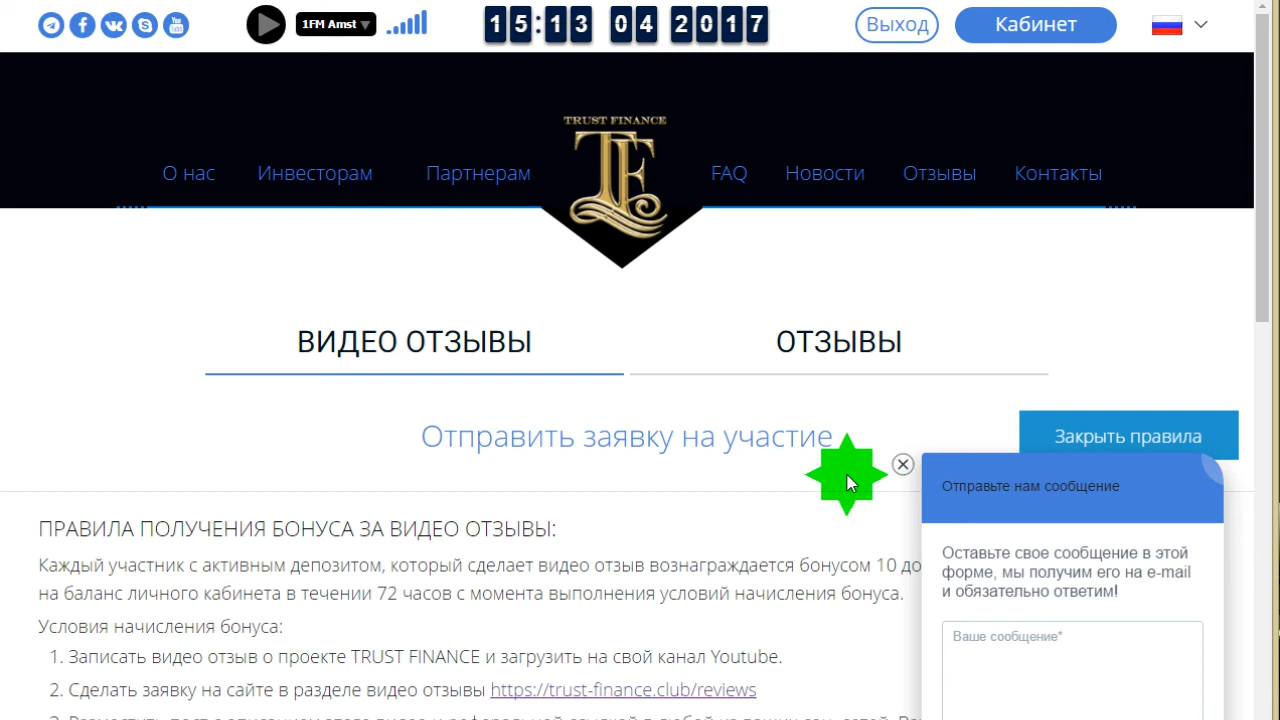 1FM Amst
15:13 04 2017
Выход
Кабинет
TRUST FINANCE
О нас
Инвесторам
Партнерам
FAQ
Новости
Отзывы
Контакты
ВИДЕО ОТЗЫВЫ
ОТЗЫВЫ
Отправить заявку на участие
Закрыть правила
ПРАВИЛА ПОЛУЧЕНИЯ БОНУСА ЗА ВИДЕО ОТЗЫВЫ:
Каждый участник с активным депозитом, который сделает видео отзыв вознаграждается бонусом 10 до
на баланс личного кабинета в течении 72 часов с момента выполнения условий начисления бонуса.
Условия начисления бонуса:
1. Записать видео отзыв о проекте TRUST FINANCE и загрузить на свой канал Youtube.
2. Сделать заявку на сайте в разделе видео отзывы https://trust-finance.club/reviews
Отправьте нам сообщение
Оставьте свое сообщение в этой
форме, мы получим его на e-mail
и обязательно ответим!
Ваше сообщение*